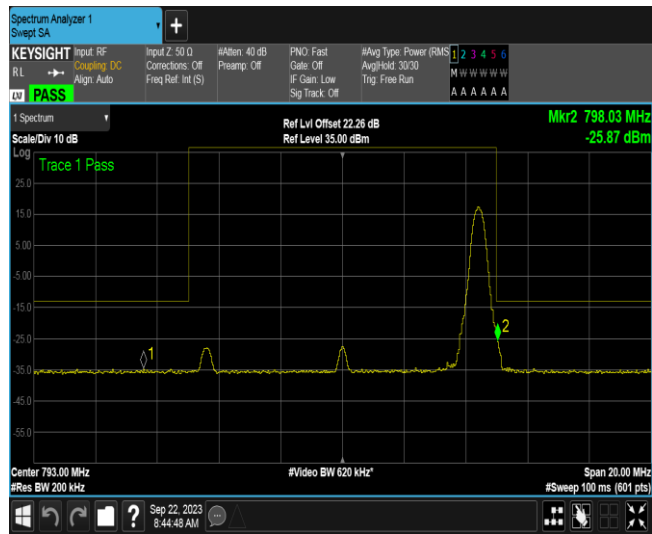 Spectrum Analyzer 1
Swept SA
+
KEYSIGHT Input: RF Input Z: 50 Ω #Atten: 40 dB PNO: Fast #Avg Type: Power (RMS 1 2 3 4 5 6
RL Coupling: DC Corrections: Off Preamp: Off Gate: Off Avg|Hold: 30/30 M W W W W W
Align: Auto Freq Ref: Int (S) IF Gain: Low Trig: Free Run
Sig Track: Off A A A A A A
LXI PASS
1 Spectrum Ref Lvl Offset 22.26 dB Mkr2 798.03 MHz
Scale/Div 10 dB Ref Level 35.00 dBm -25.87 dBm
Log
Trace 1 Pass
25.0
15.0
5.00
-5.00
-15.0
-25.0
2
1
-35.0
-45.0
-55.0
Center 793.00 MHz #Video BW 620 kHz* Span 20.00 MHz
#Res BW 200 kHz #Sweep 100 ms (601 pts)
? Sep 22, 2023
8:44:48 AM